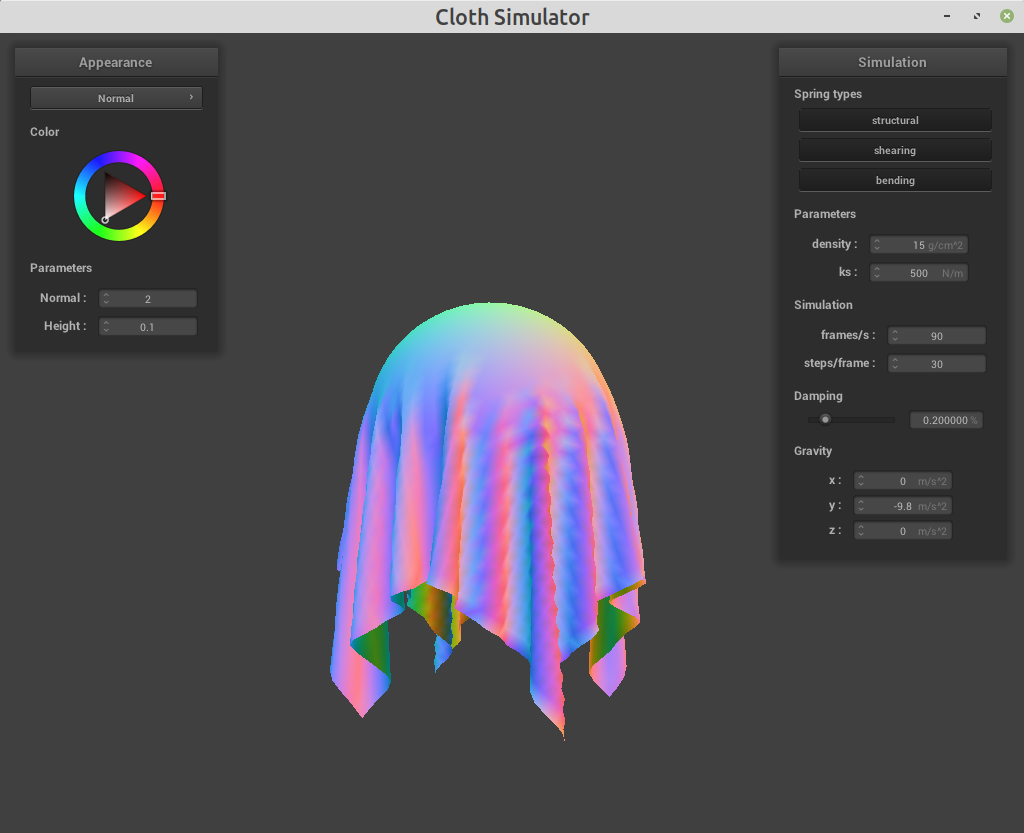 Cloth Simulator
Appearance
Normal
Color
Parameters
Normal : 2
Height : 0.1
Simulation
Spring types
structural
shearing
bending
Parameters
density : 15 g/cm^2
ks : 500 N/m
Simulation
frames/s : 90
steps/frame : 30
Damping
0.200000 %
Gravity
x : 0 m/s^2
y : -9.8 m/s^2
z : 0 m/s^2